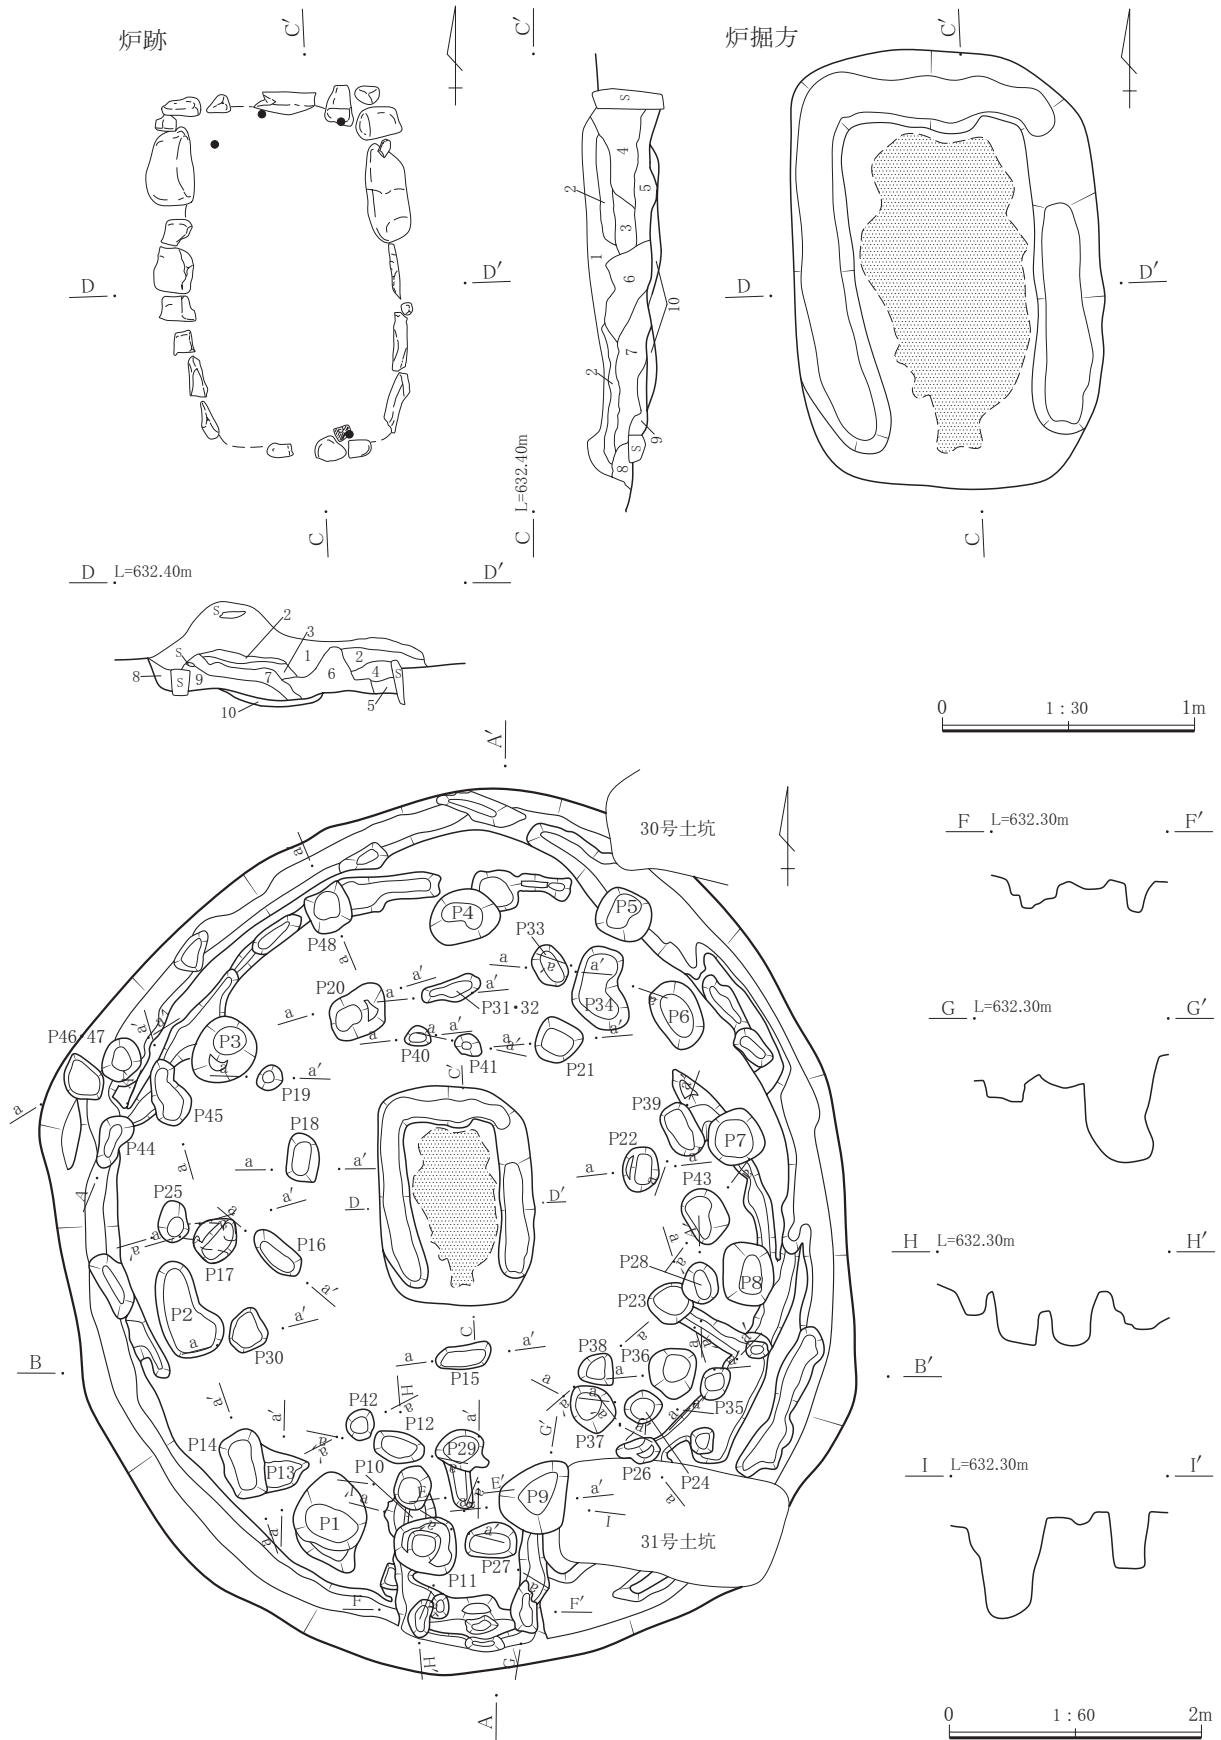 炉跡
C′
C′
炉掘方
C′
S
4
2
5
3
1
6
10
7
2
9
S
8
D
D′
D
D′
L=632.40m
C
C
C
D L=632.40m
D′
S
2
3
S
1
2
8
S
9
7
6
4
S
10
5
0
1：30
1m
A′
30号土坑
F L=632.30m
F′
a′
P4
P5
P48
P33
a
a
a′
a′
a′
P20
a
P31・32
P34
a
P6
a
P46・47
a′
P3
a
a
a′
P40
P41
a′
P21
a′
G L=632.30m
G′
C′
P19
a
a′
a
P45
P39
P44
P18
P22
P7
a
a′
a
a
P43
P25
a′
D
D′
P16
P17
H L=632.30m
H′
P28
P8
P2
a
a′
P23
P30
a′
C
B
a
a′
P15
P38
P36
a
B′
a′
a′
P42
H
a
P12
a′
P35
P14
P13
P10
P29
G′
P37
P26
P24
I L=632.30m
I′
P1
E
E′
P9
a′
I
31号土坑
a′
P27
P11
F
F′
H′
G
A
0
1：60
2m